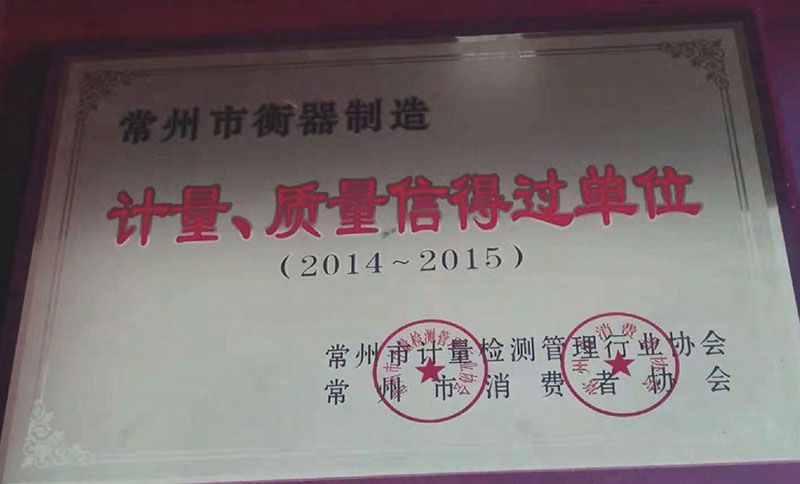 常州市衡器制造
计量、质量信得过单位
(2014~2015)
常州市计量检测管理行业协会
常州市消费者协会